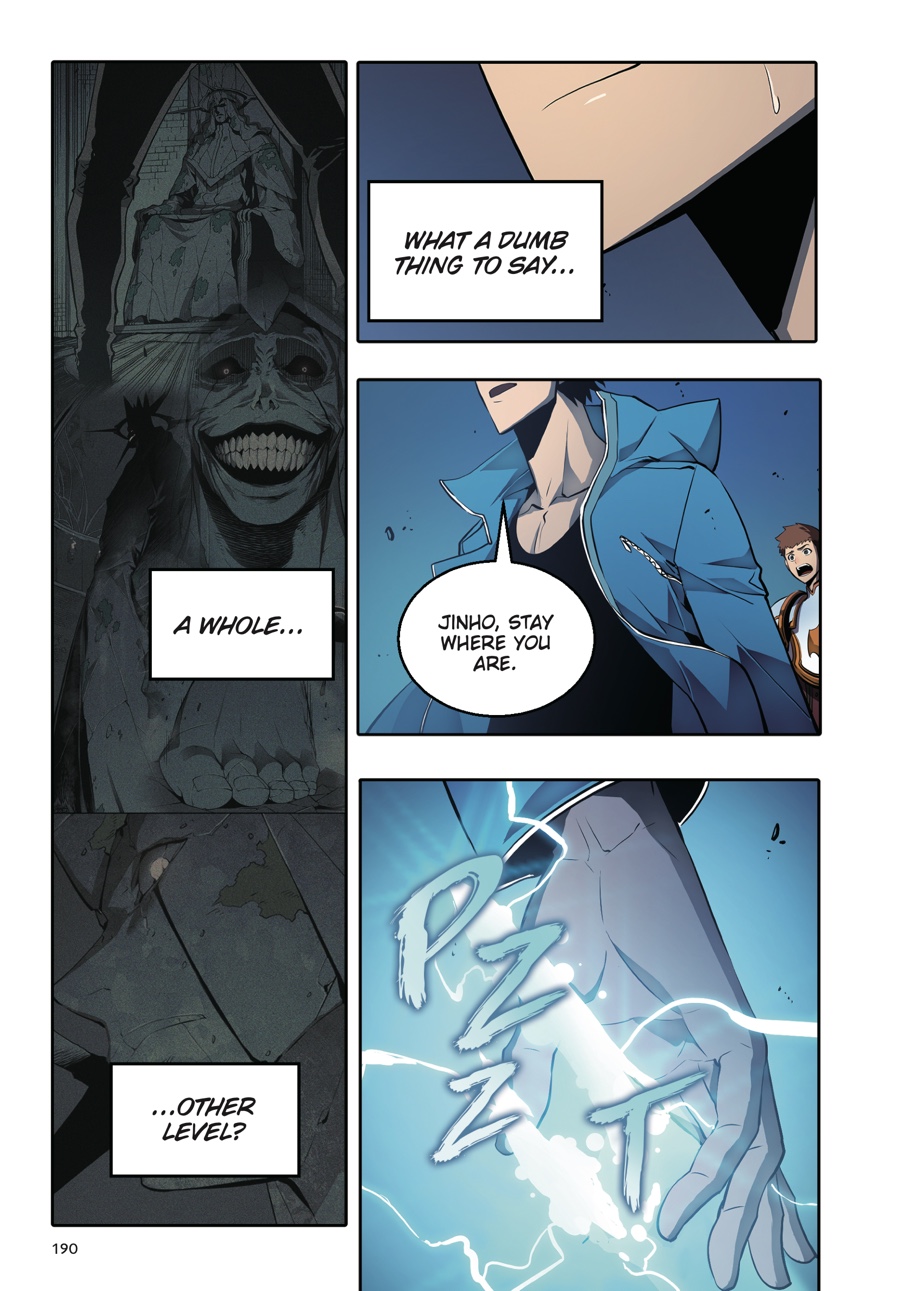 WHAT A DUMB
THING TO SAY...
A WHOLE...
...OTHER
LEVEL?
JINHO, STAY
WHERE YOU
ARE.
PZZT
190